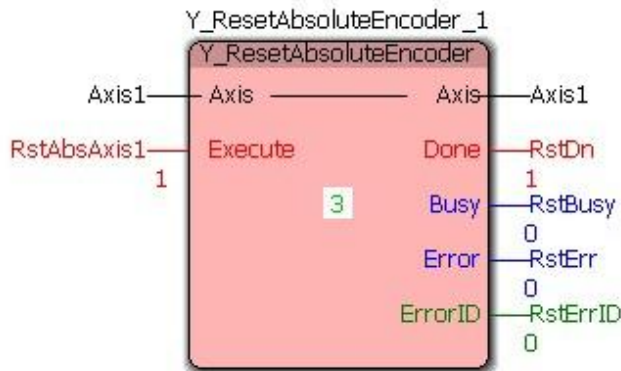 Y_ResetAbsoluteEncoder_1
Y_ResetAbsoluteEncoder
Axis1 Axis Axis Axis1
RstAbsAxis1 Execute Done RstDn
1 1
3 Busy RstBusy
0
Error RstErr
0
ErrorID RstErrID
0